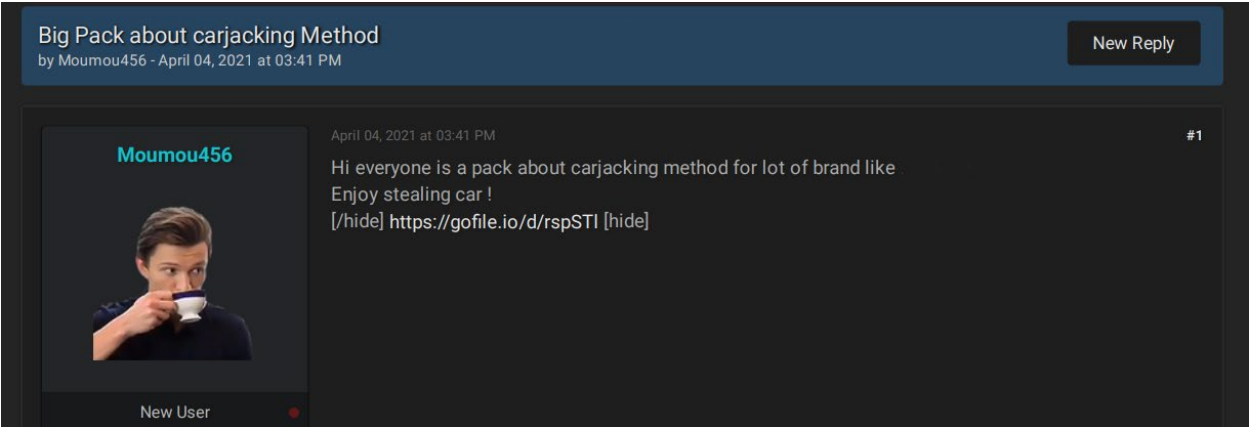 Big Pack about carjacking Method
by Moumou456 - April 04, 2021 at 03:41 PM
New Reply
Moumou456
April 04, 2021 at 03:41 PM
#1
Hi everyone is a pack about carjacking method for lot of brand like
Enjoy stealing car !
[/hide] https://gofile.io/d/rspSTI [hide]
New User